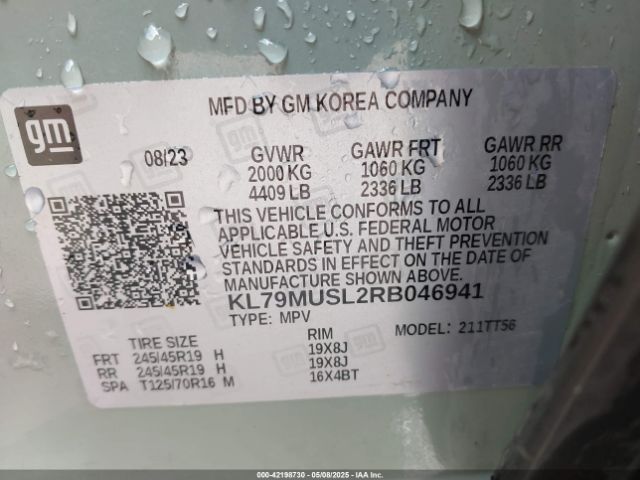 gm
MFD BY GM KOREA COMPANY
08/23 GVWR GAWR FRT GAWR RR
2000 KG 1060 KG 1060 KG
4409 LB 2336 LB 2336 LB
THIS VEHICLE CONFORMS TO ALL
APPLICABLE U.S. FEDERAL MOTOR
VEHICLE SAFETY AND THEFT PREVENTION
STANDARDS IN EFFECT ON THE DATE OF
MANUFACTURE SHOWN ABOVE.
KL79MUSL2RB046941
TYPE: MPV MODEL: 211TT56
TIRE SIZE RIM
FRT 245/45R19 H 19X8J
RR 245/45R19 H 19X8J
SPA T125/70R16 M 16X4BT
000-42198730 - 05/08/2025 - IAA, Inc.